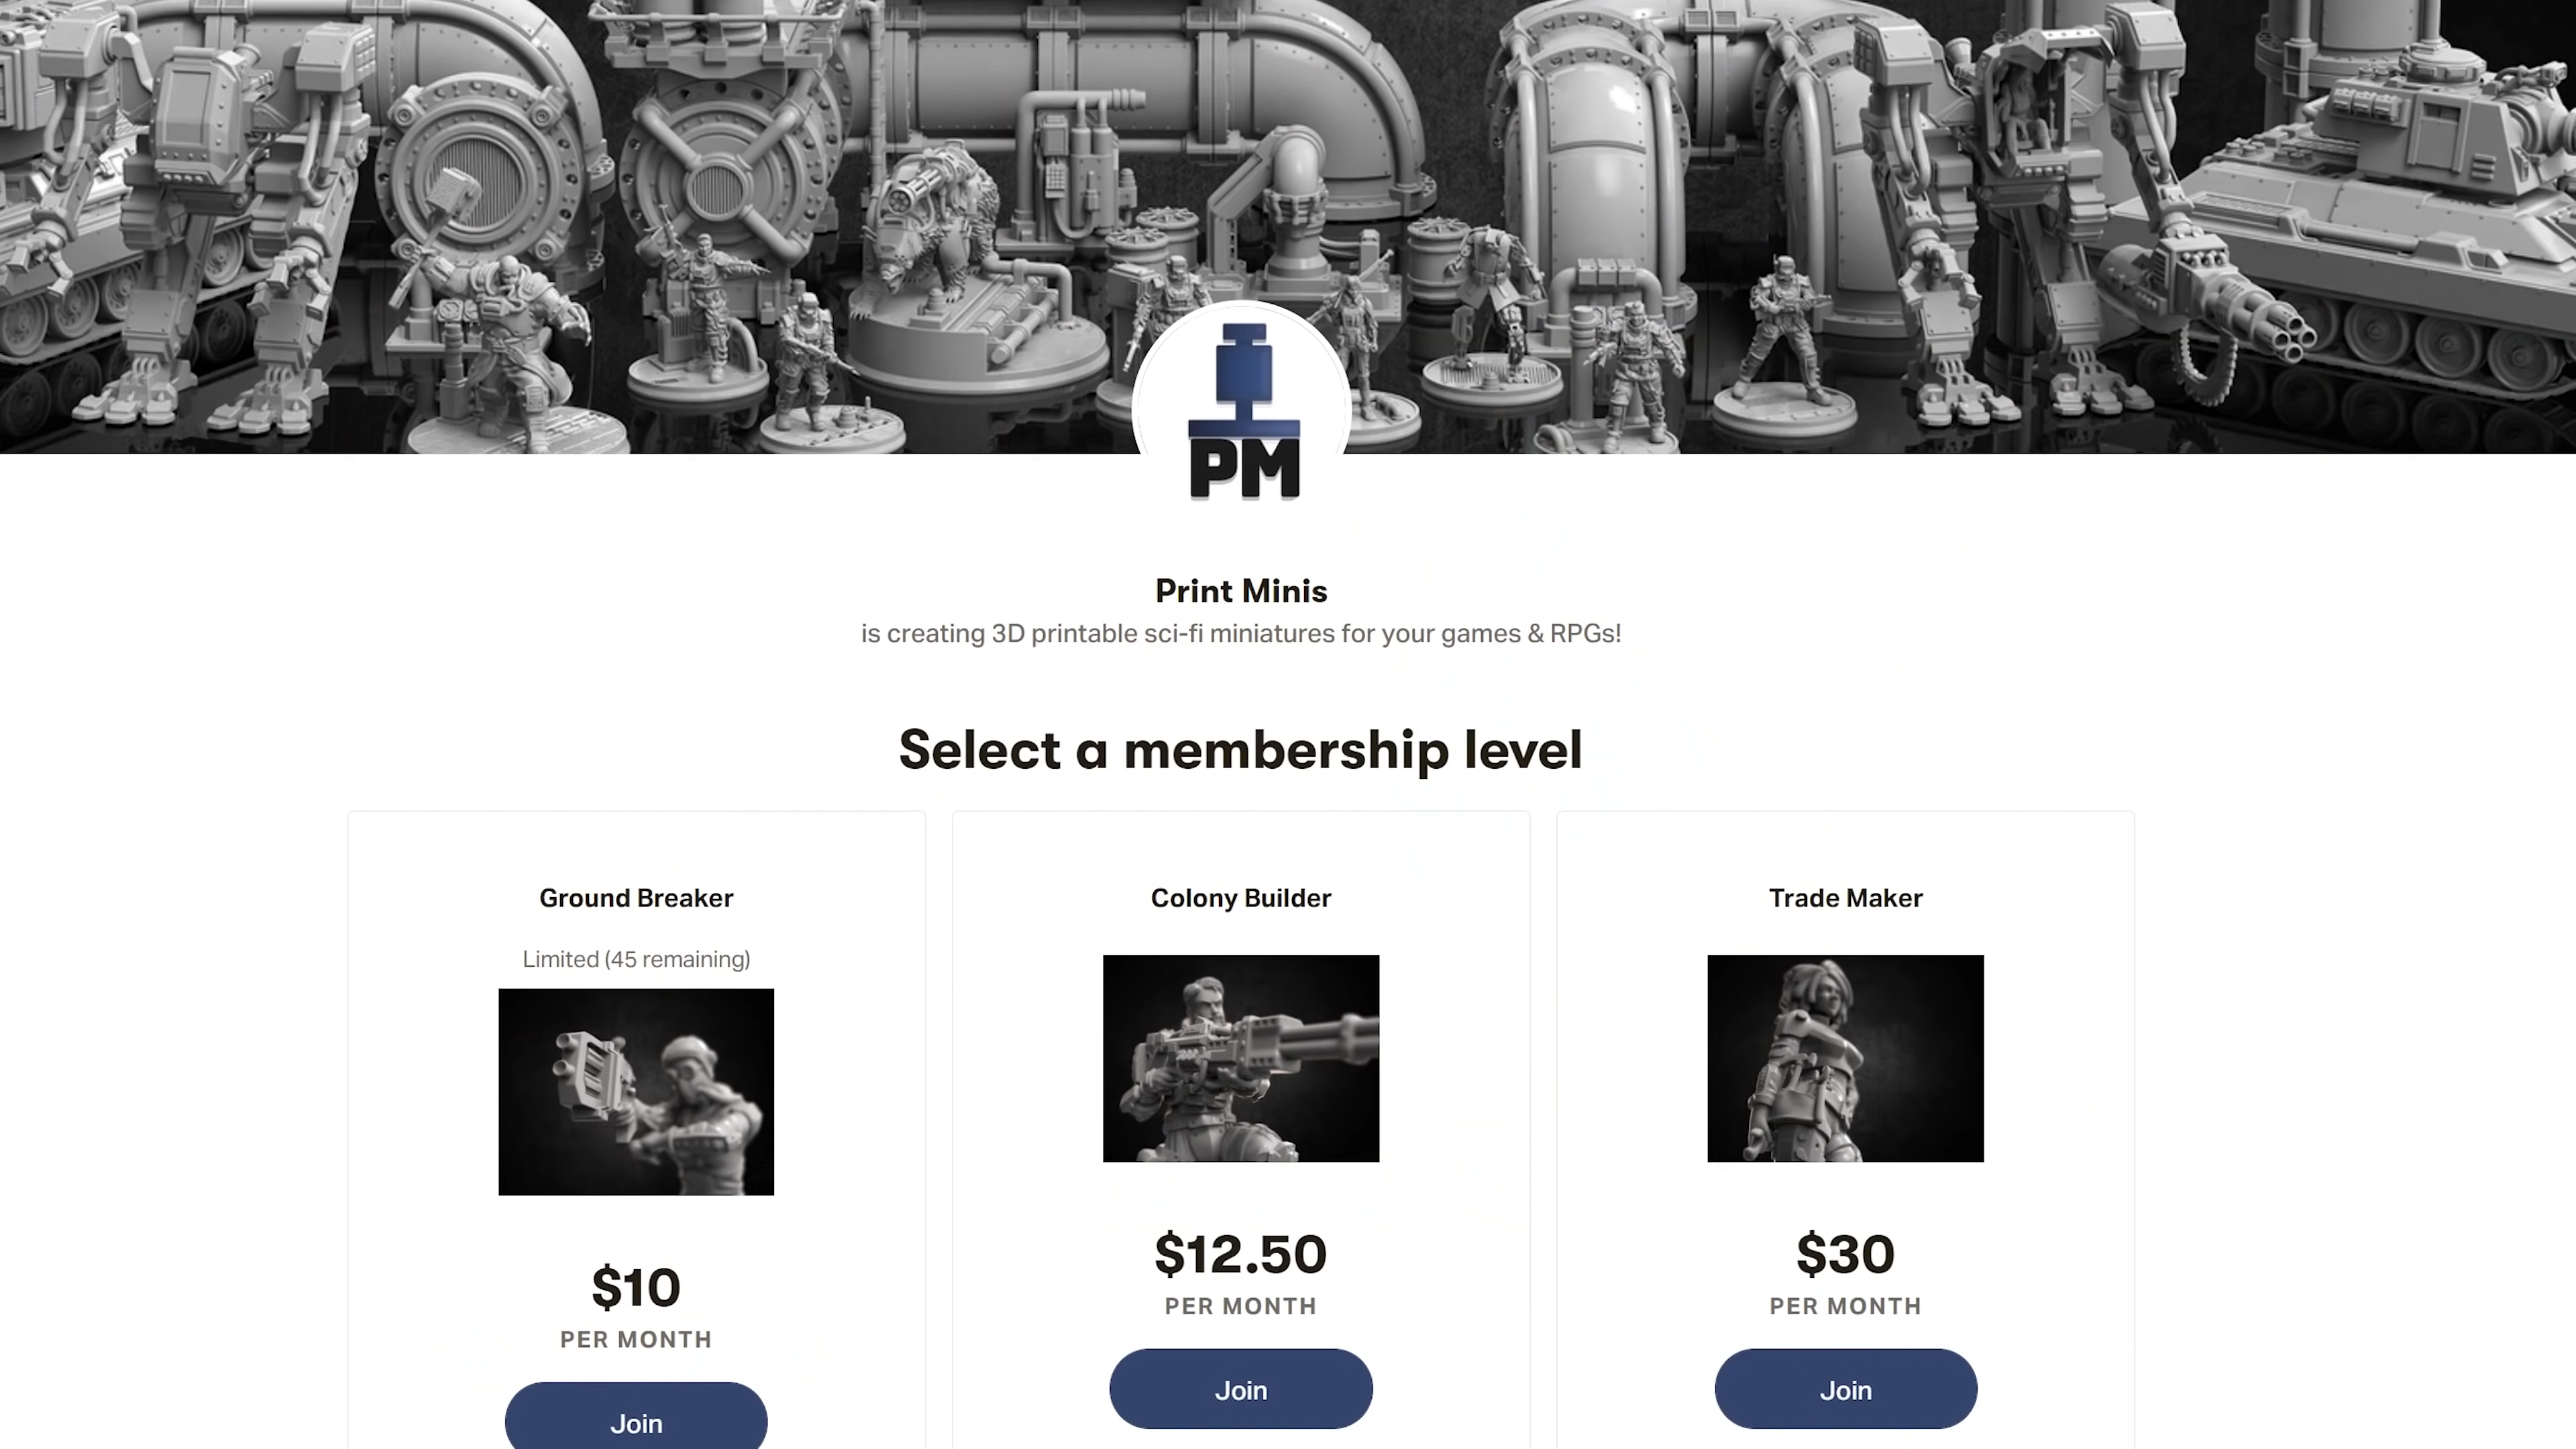 PM
Print Minis
is creating 3D printable sci-fi miniatures for your games & RPGs!
Select a membership level
Ground Breaker
Limited (45 remaining)
$10
PER MONTH
Join
Colony Builder
$12.50
PER MONTH
Join
Trade Maker
$30
PER MONTH
Join